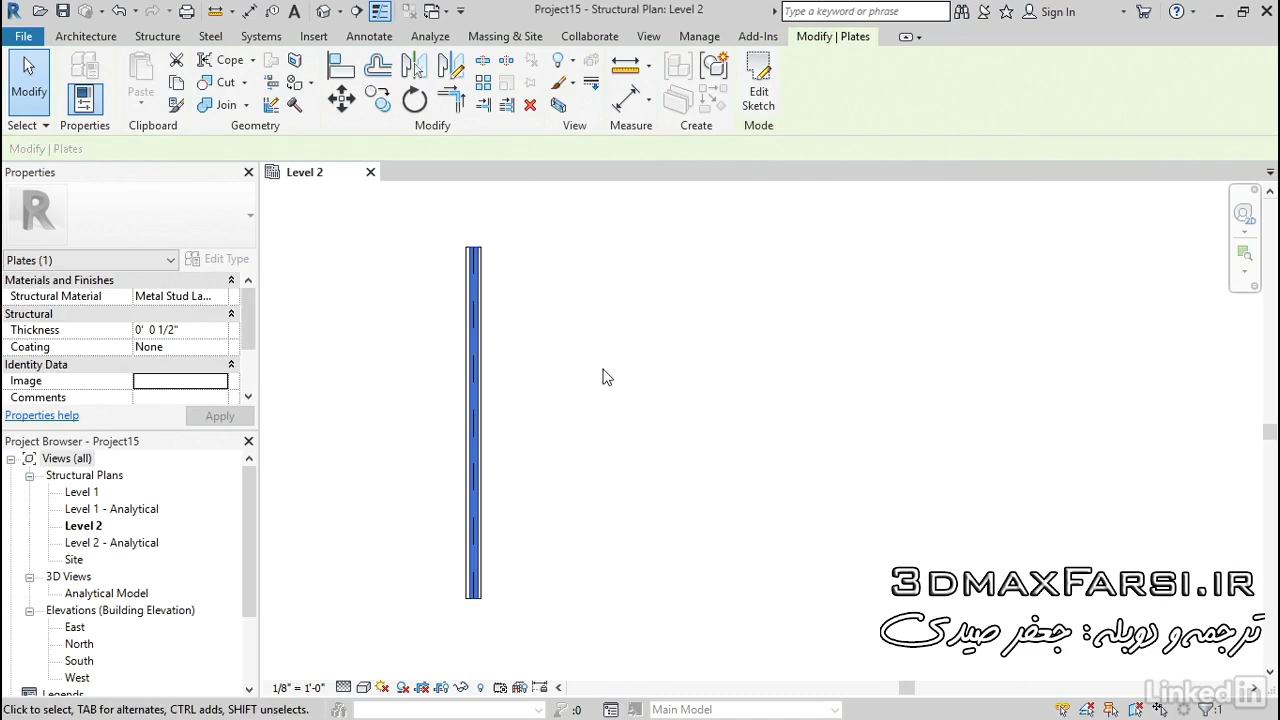 Project15 - Structural Plan: Level 2
Type a keyword or phrase
Sign In
File Architecture Structure Steel Systems Insert Annotate Analyze Massing & Site Collaborate View Manage Add-Ins Modify | Plates
Modify
Paste
Cope
Cut
Join
Edit Sketch
Select Properties Clipboard Geometry Modify View Measure Create Mode
Modify | Plates
Properties
Level 2
R
Plates (1)
Edit Type
Materials and Finishes
Structural Material Metal Stud La...
Structural
Thickness 0' 0 1/2"
Coating None
Identity Data
Image
Comments
Properties help
Apply
Project Browser - Project15
Views (all)
Structural Plans
Level 1
Level 1 - Analytical
Level 2
Level 2 - Analytical
Site
3D Views
Analytical Model
Elevations (Building Elevation)
East
North
South
West
Legends
2D
1/8" = 1'-0"
Click to select, TAB for alternates, CTRL adds, SHIFT unselects.
:0
Main Model
:1
3DMAXFARSI.IR
ترجمه و دوبله: جعفر صیدی
LinkedIn